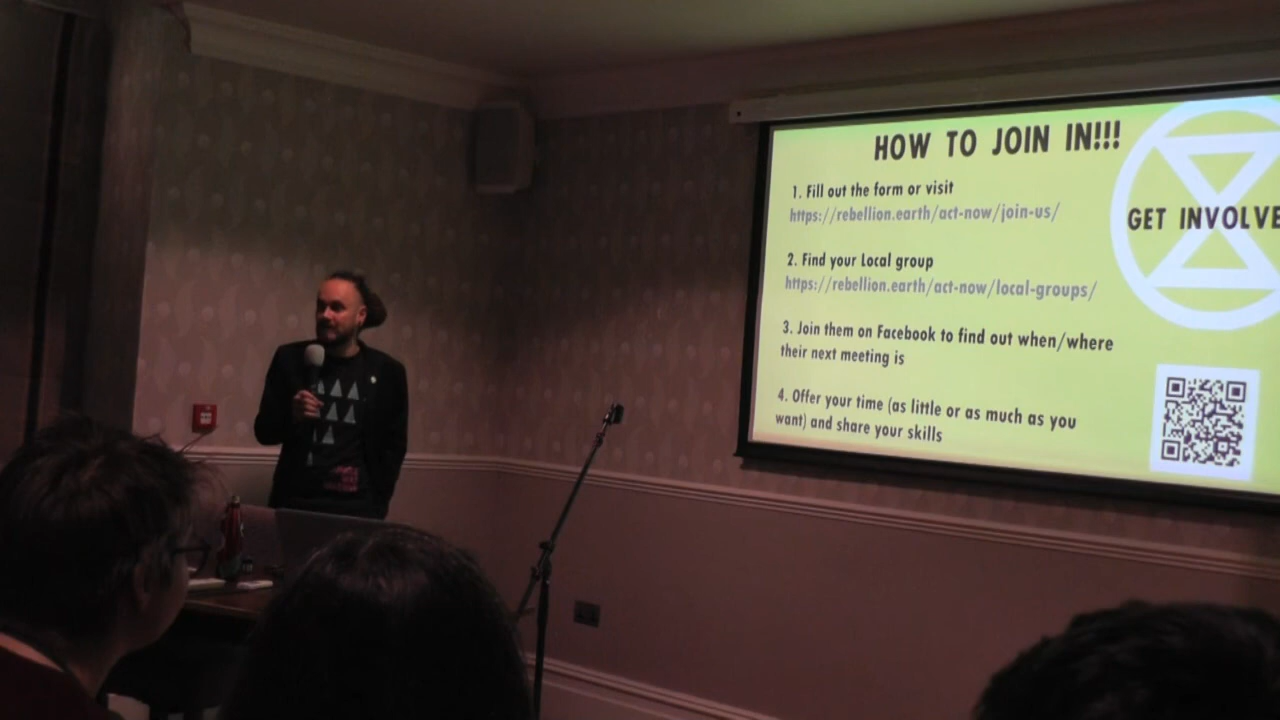 HOW TO JOIN IN!!!
1. Fill out the form or visit
https://rebellion.earth/act-now/join-us/
GET INVOLVE
2. Find your Local group
https://rebellion.earth/act-now/local-groups/
3. Join them on Facebook to find out when/where
their next meeting is
4. Offer your time (as little or as much as you
want) and share your skills